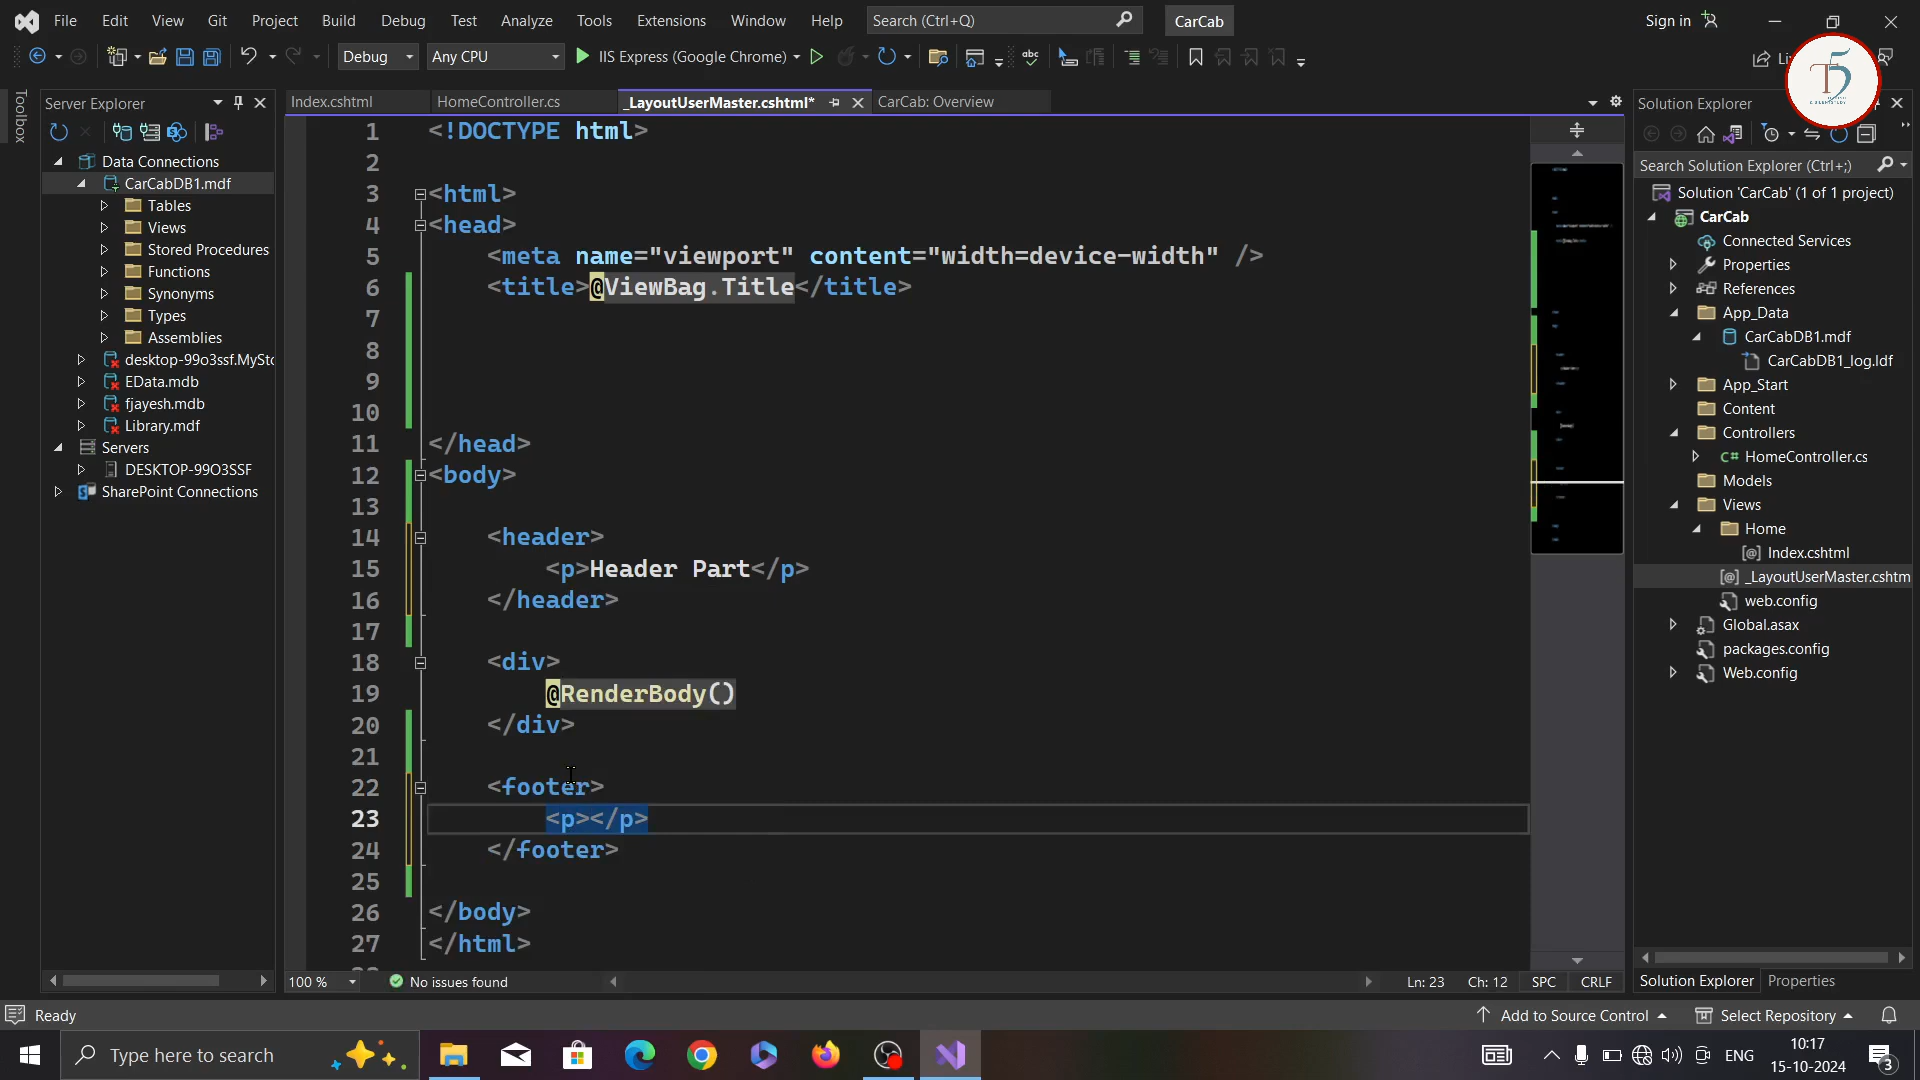 File Edit View Git Project Build Debug Test Analyze Tools Extensions Window Help Search (Ctrl+Q) CarCab Sign in
Debug Any CPU IIS Express (Google Chrome)
Toolbox
Server Explorer
Data Connections
CarCabDB1.mdf
Tables
Views
Stored Procedures
Functions
Synonyms
Types
Assemblies
desktop-99o3ssf.MySto
EData.mdb
fjayesh.mdb
Library.mdf
Servers
DESKTOP-99O3SSF
SharePoint Connections
Index.cshtml HomeController.cs _LayoutUserMaster.cshtml* CarCab: Overview
1 <!DOCTYPE html>
2
3 <html>
4 <head>
5 <meta name="viewport" content="width=device-width" />
6 <title>@ViewBag.Title</title>
7
8
9
10
11 </head>
12 <body>
13
14 <header>
15 <p>Header Part</p>
16 </header>
17
18 <div>
19 @RenderBody()
20 </div>
21
22 <footer>
23 <p></p>
24 </footer>
25
26 </body>
27 </html>
100 % No issues found Ln: 23 Ch: 12 SPC CRLF
Solution Explorer
Search Solution Explorer (Ctrl+;)
Solution 'CarCab' (1 of 1 project)
CarCab
Connected Services
Properties
References
App_Data
CarCabDB1.mdf
CarCabDB1_log.ldf
App_Start
Content
Controllers
C# HomeController.cs
Models
Views
Home
Index.cshtml
_LayoutUserMaster.cshtm
web.config
Global.asax
packages.config
Web.config
Solution Explorer Properties
Ready Add to Source Control Select Repository
Type here to search ENG 10:17
15-10-2024 3